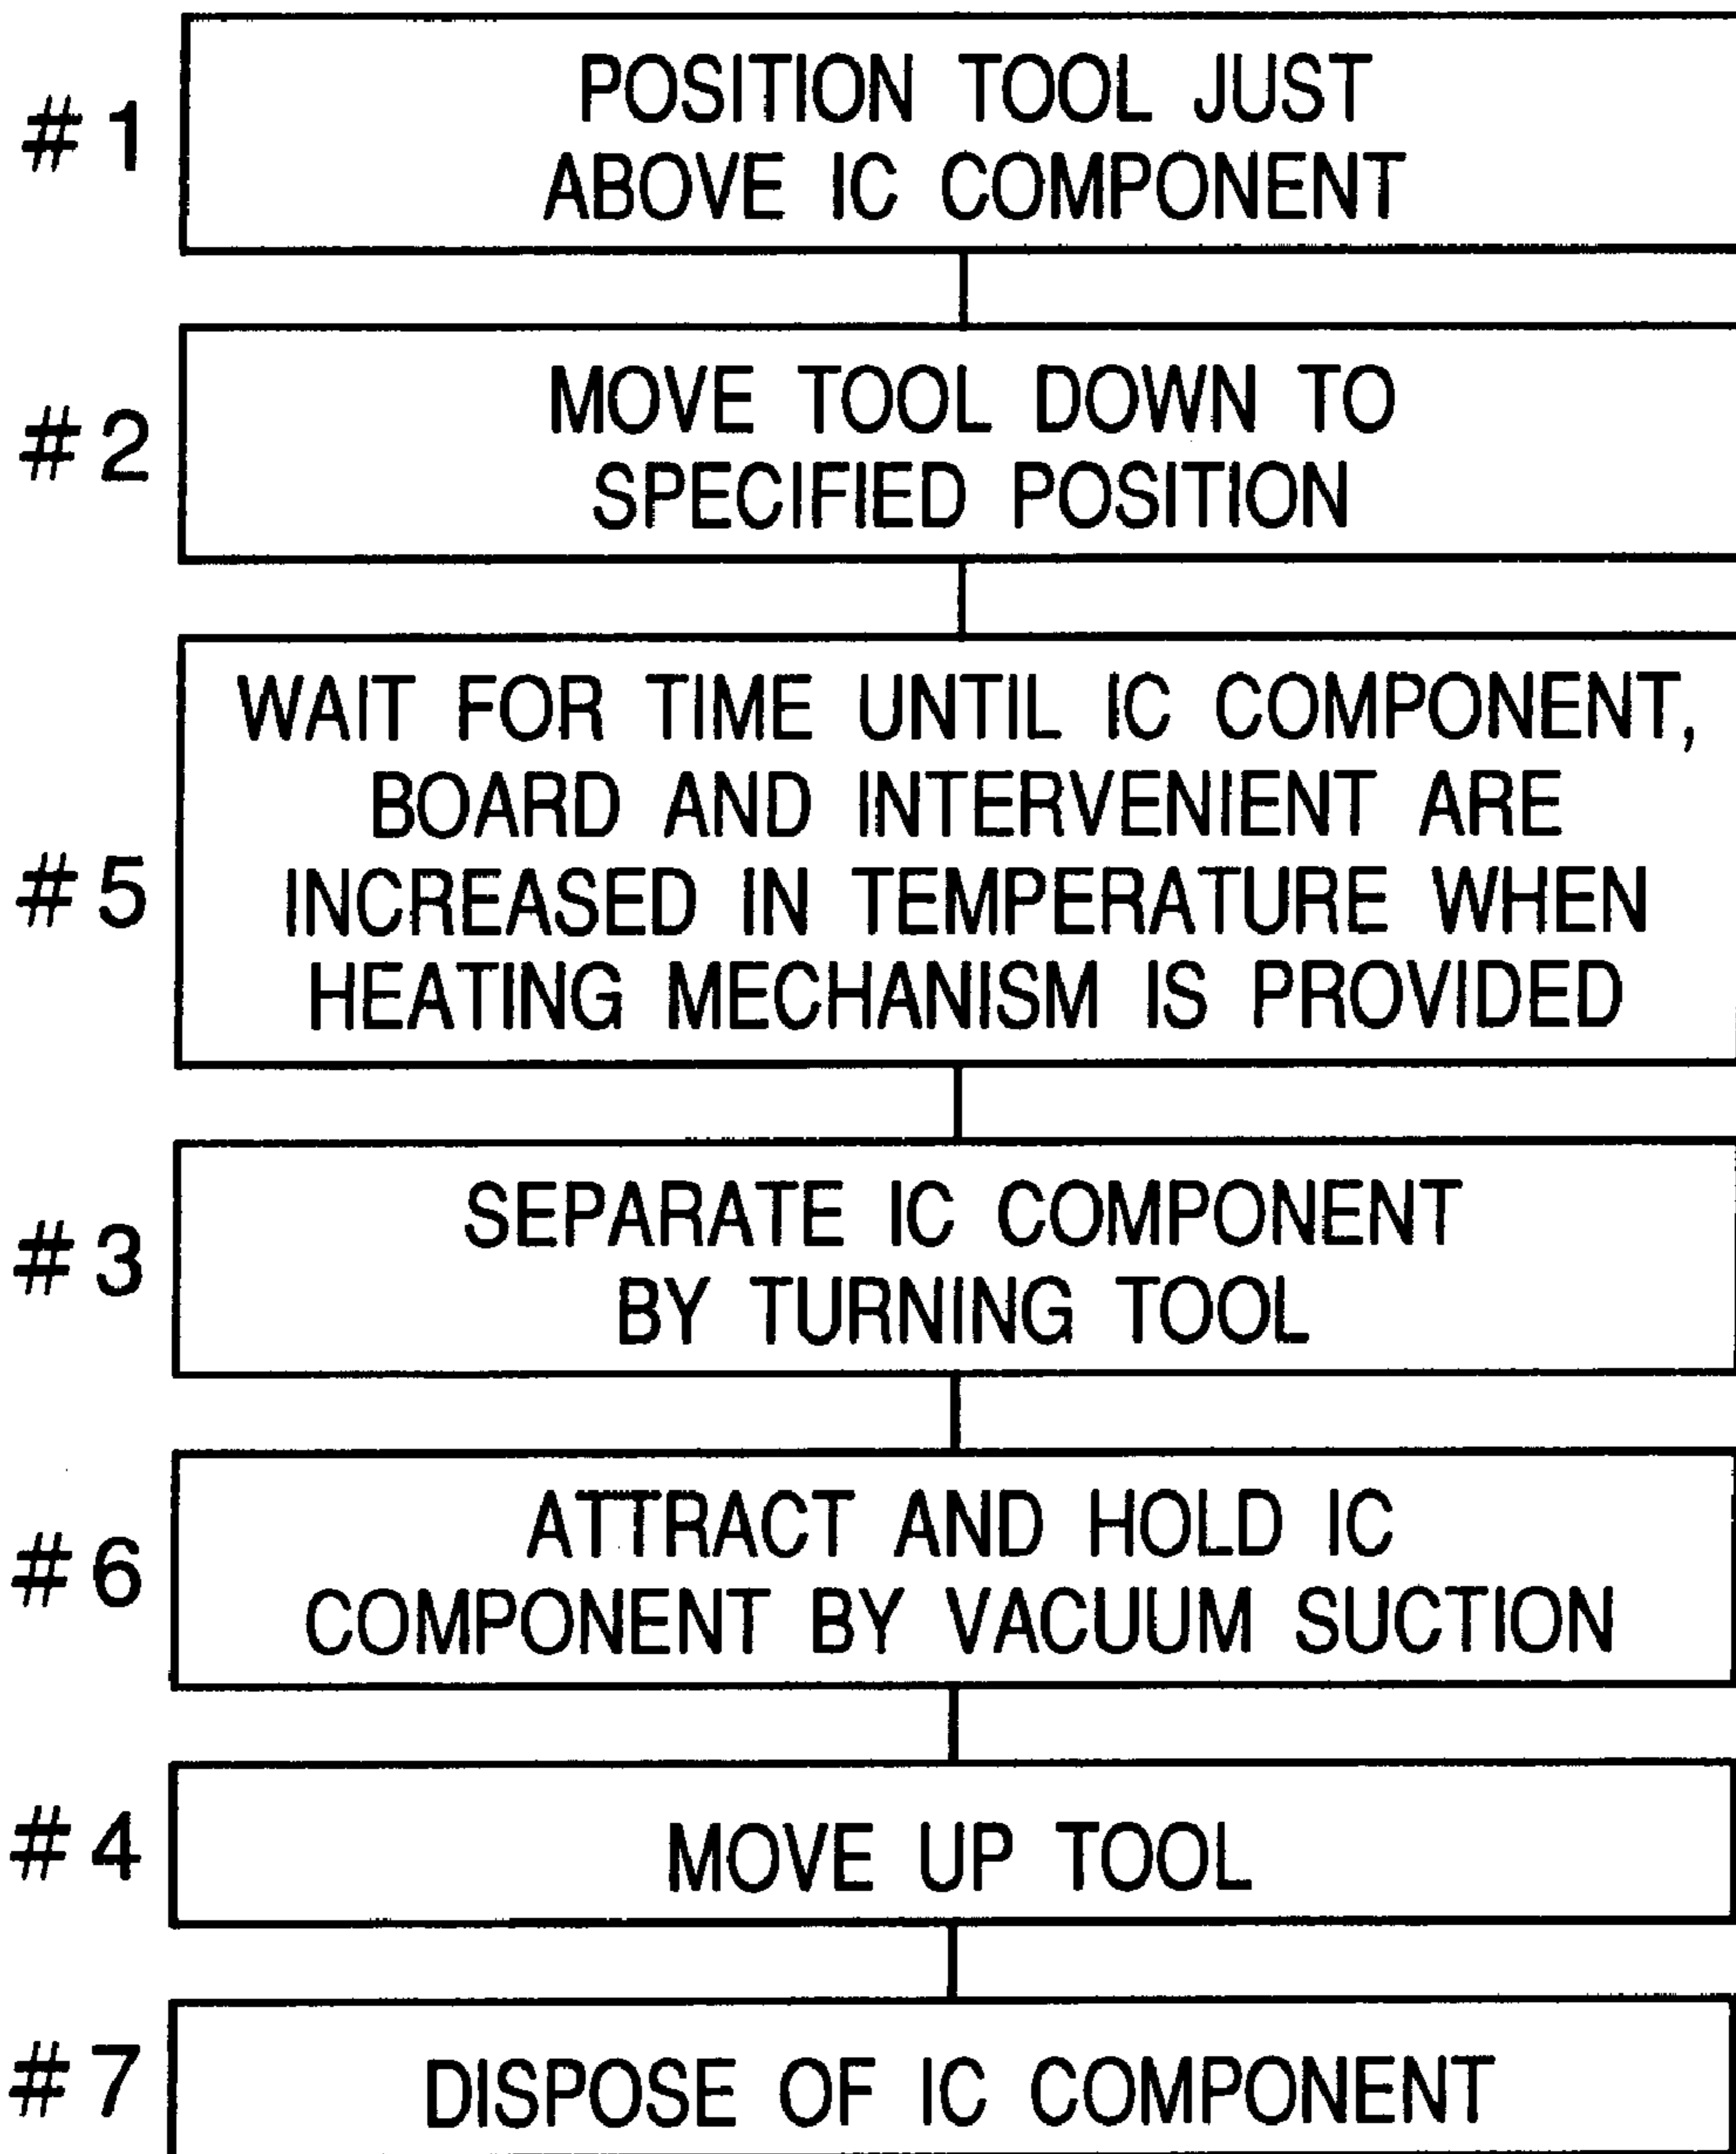 #1
POSITION TOOL JUST
ABOVE IC COMPONENT
#2
MOVE TOOL DOWN TO
SPECIFIED POSITION
#5
WAIT FOR TIME UNTIL IC COMPONENT,
BOARD AND INTERVENIENT ARE
INCREASED IN TEMPERATURE WHEN
HEATING MECHANISM IS PROVIDED
#3
SEPARATE IC COMPONENT
BY TURNING TOOL
#6
ATTRACT AND HOLD IC
COMPONENT BY VACUUM SUCTION
#4
MOVE UP TOOL
#7
DISPOSE OF IC COMPONENT